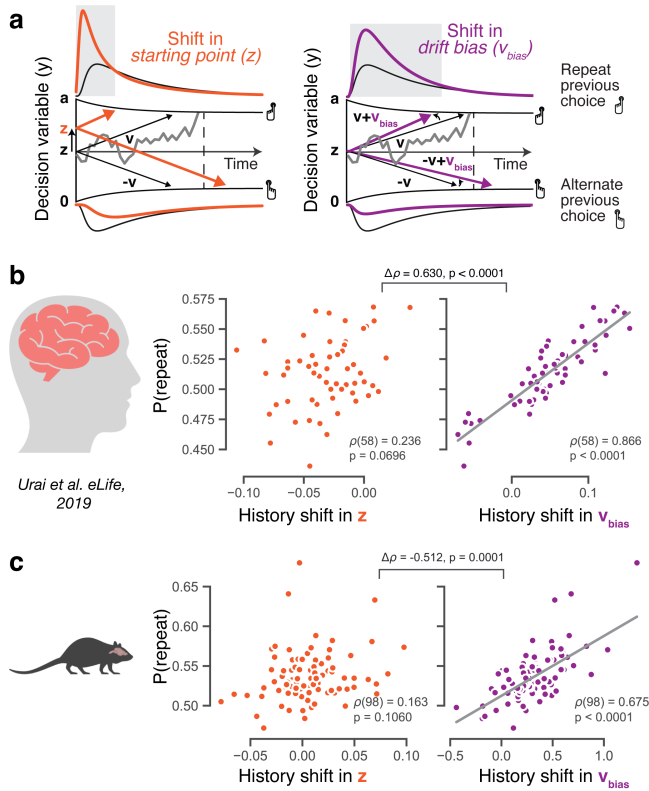 a
Shift in
starting point (z)
Decision variable (y)
a
z
z
0
v
-v
Time
Shift in
drift bias (vbias)
Decision variable (y)
a
z
0
v+vbias
v
-v+vbias
-v
Time
Repeat
previous
choice
Alternate
previous
choice
b
Δρ = 0.630, p < 0.0001
Urai et al. eLife,
2019
P(repeat)
0.575
0.550
0.525
0.500
0.475
0.450
ρ(58) = 0.236
p = 0.0696
−0.10 −0.05 0.00
History shift in z
ρ(58) = 0.866
p < 0.0001
0.0 0.1
History shift in vbias
c
Δρ = -0.512, p = 0.0001
P(repeat)
0.65
0.60
0.55
0.50
ρ(98) = 0.163
p = 0.1060
−0.05 0.00 0.05 0.10
History shift in z
ρ(98) = 0.675
p < 0.0001
−0.5 0.0 0.5 1.0
History shift in vbias